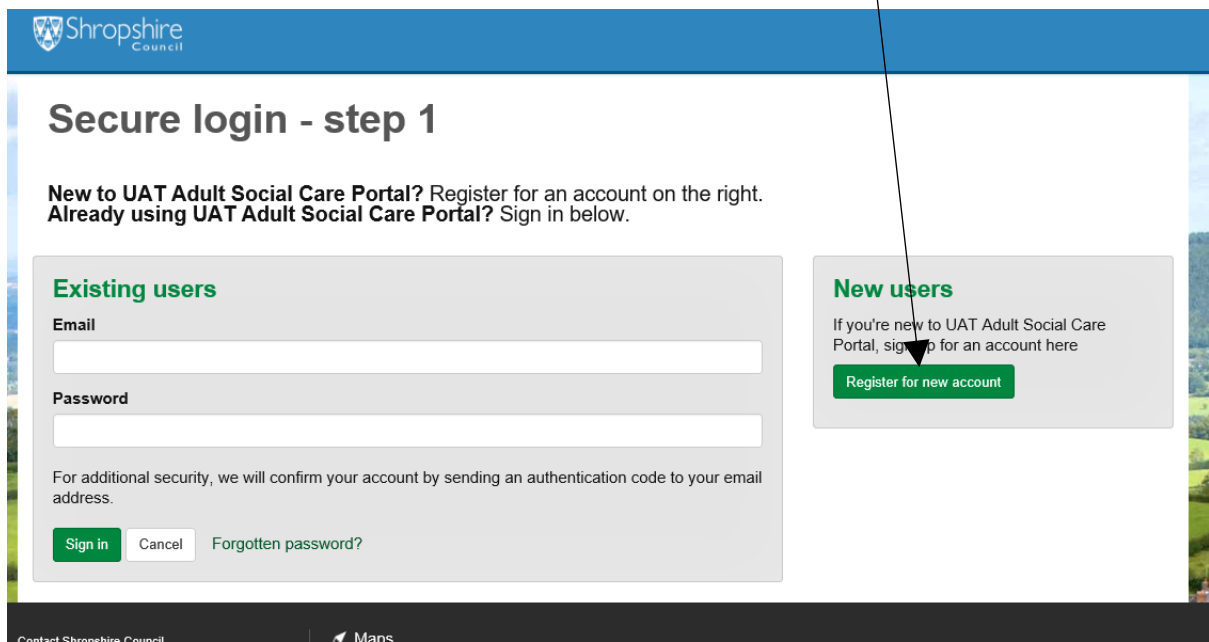 Shropshire
Council
Secure login - step 1
New to UAT Adult Social Care Portal? Register for an account on the right.
Already using UAT Adult Social Care Portal? Sign in below.
Existing users
Email
Password
For additional security, we will confirm your account by sending an authentication code to your email
address.
Sign in Cancel Forgotten password?
New users
If you're new to UAT Adult Social Care
Portal, sign up for an account here
Register for new account
Contact Shropshire Council
Maps